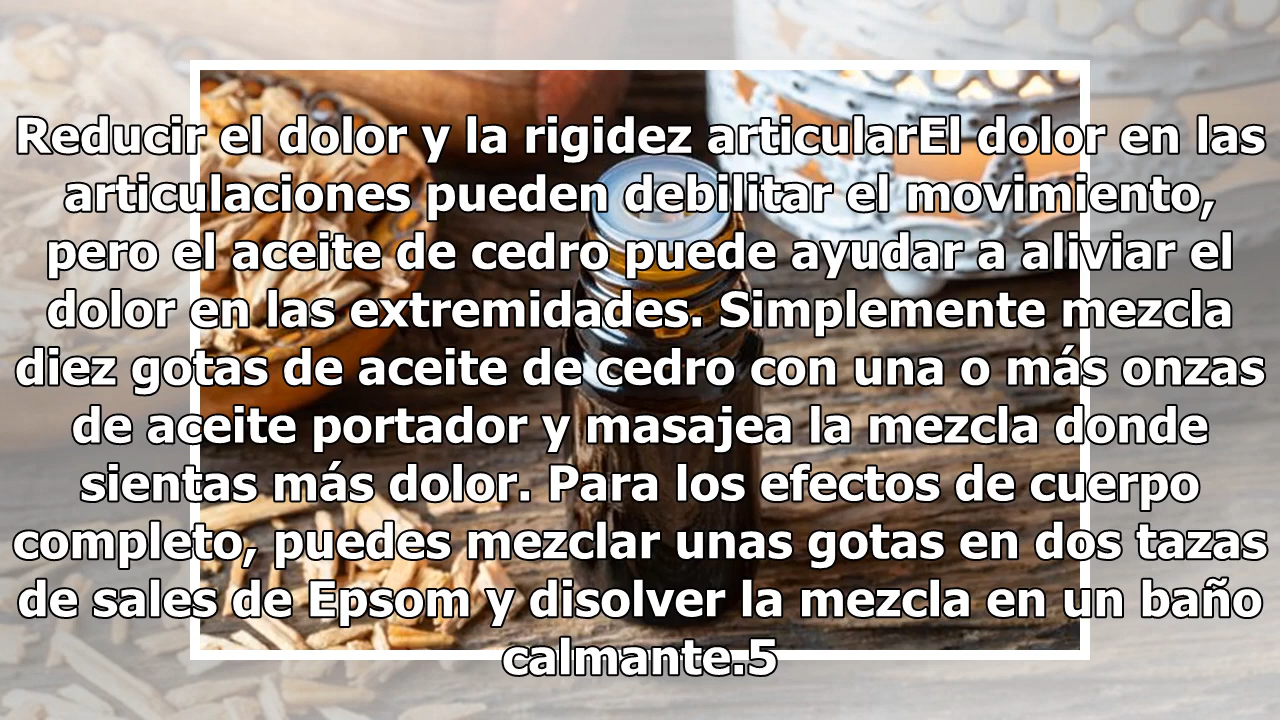 Reducir el dolor y la rigidez articularEl dolor en las
articulaciones pueden debilitar el movimiento,
pero el aceite de cedro puede ayudar a aliviar el
dolor en las extremidades. Simplemente mezcla
diez gotas de aceite de cedro con una o más onzas
de aceite portador y masajea la mezcla donde
sientas más dolor. Para los efectos de cuerpo
completo, puedes mezclar unas gotas en dos tazas
de sales de Epsom y disolver la mezcla en un baño
calmante.5